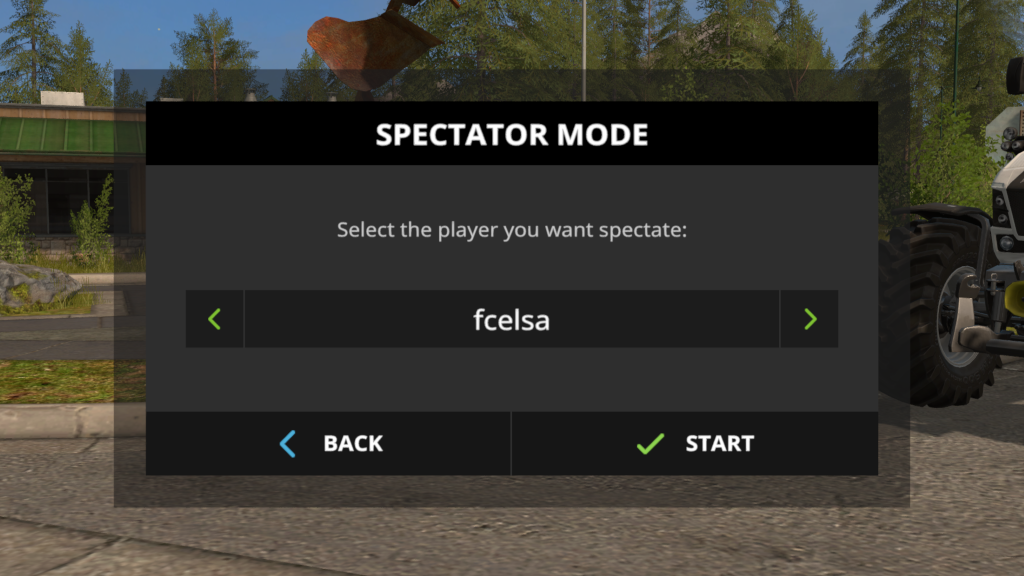 SPECTATOR MODE
Select the player you want spectate:
fcelsa
BACK
START